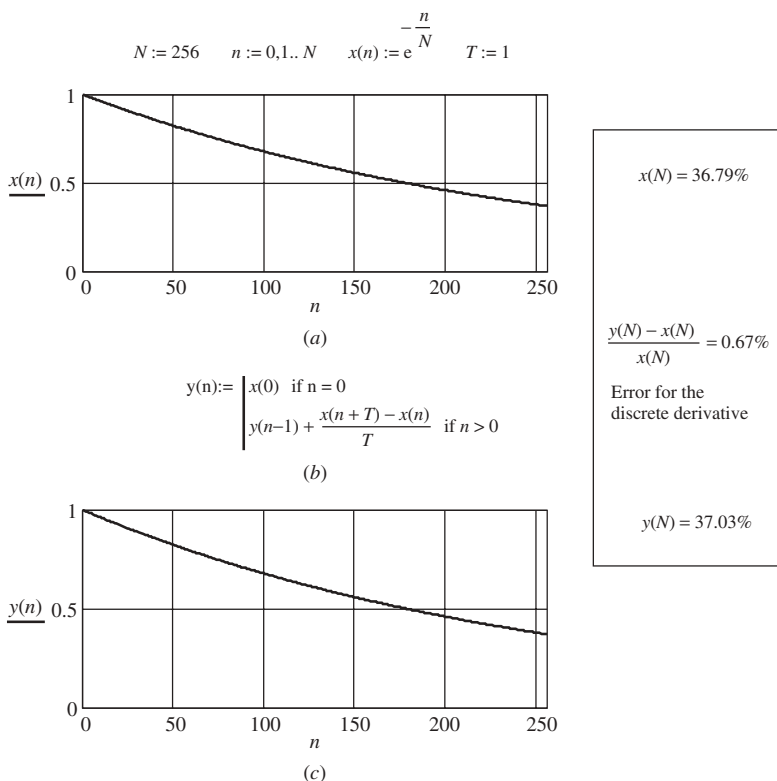 N := 256 n := 0,1.. N x(n) := e^{-n/N} T := 1
1
x(n)
0.5
0
0 50 100 150 200 250
n
(a)
y(n):= x(0) if n = 0
y(n−1) + \frac{x(n + T) − x(n)}{T} if n > 0
(b)
1
y(n)
0.5
0
0 50 100 150 200 250
n
(c)
x(N) = 36.79%
\frac{y(N) − x(N)}{x(N)} = 0.67%
Error for the
discrete derivative
y(N) = 37.03%